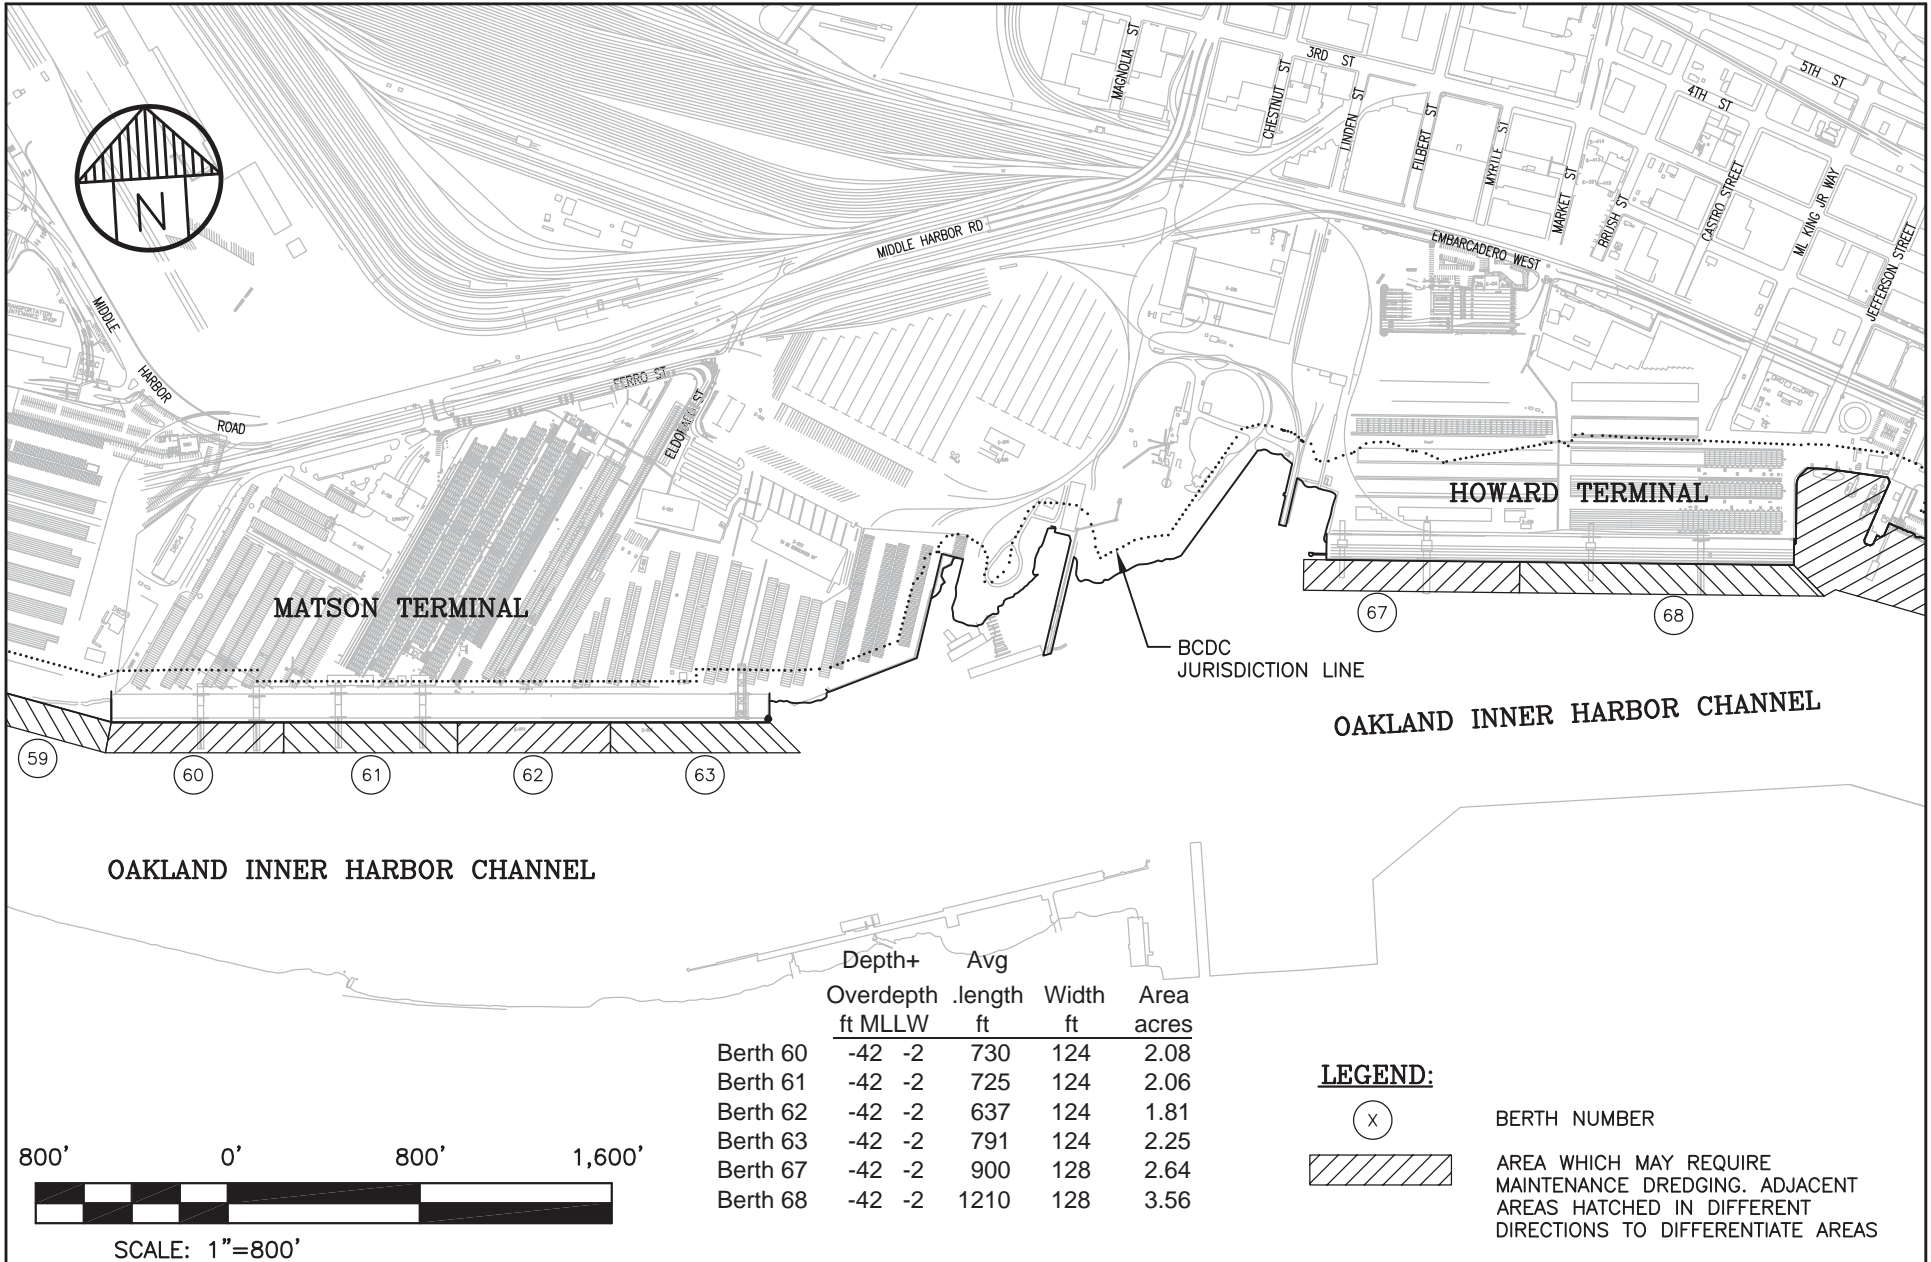 MAGNOLIA ST
CHESTNUT ST
3RD ST
LINDEN ST
FILBERT ST
MYRTLE ST
MARKET ST
BRUSH ST
4TH ST
5TH ST
CASTRO STREET
ML KING JR WAY
JEFFERSON STREET
N
MIDDLE HARBOR RD
EMBARCADERO WEST
MIDDLE
HARBOR
ROAD
FERRO ST
ELDORADO ST
MATSON TERMINAL
HOWARD TERMINAL
BCDC
JURISDICTION LINE
67
68
OAKLAND INNER HARBOR CHANNEL
59
60
61
62
63
OAKLAND INNER HARBOR CHANNEL
Depth+ Avg
Overdepth .length Width Area
ft MLLW ft ft acres
Berth 60 -42 -2 730 124 2.08
Berth 61 -42 -2 725 124 2.06
Berth 62 -42 -2 637 124 1.81
Berth 63 -42 -2 791 124 2.25
Berth 67 -42 -2 900 128 2.64
Berth 68 -42 -2 1210 128 3.56
800' 0' 800' 1,600'
SCALE: 1"=800'
LEGEND:
X BERTH NUMBER
AREA WHICH MAY REQUIRE
MAINTENANCE DREDGING. ADJACENT
AREAS HATCHED IN DIFFERENT
DIRECTIONS TO DIFFERENTIATE AREAS